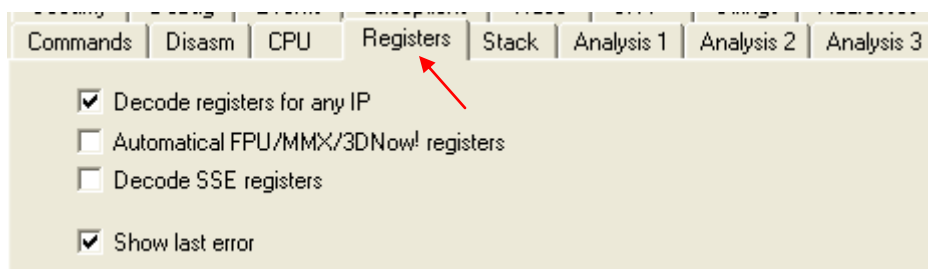 Commands Disasm CPU Registers Stack Analysis 1 Analysis 2 Analysis 3
Decode registers for any IP
Automatical FPU/MMX/3DNow! registers
Decode SSE registers
Show last error